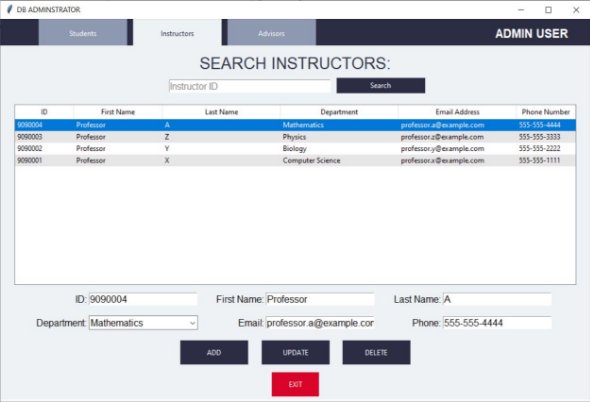 DB ADMINSTRATOR
Students Instructors Advisors ADMIN USER
SEARCH INSTRUCTORS:
Instructor ID Search
ID First Name Last Name Department Email Address Phone Number
9090004 Professor A Mathematics professor.a@example.com 555-555-4444
9090003 Professor Z Physics professor.z@example.com 555-555-3333
9090002 Professor Y Biology professor.y@example.com 555-555-2222
9090001 Professor X Computer Science professor.x@example.com 555-555-1111
ID: 9090004 First Name: Professor Last Name: A
Department: Mathematics Email: professor.a@example.cor Phone: 555-555-4444
ADD UPDATE DELETE
EXIT